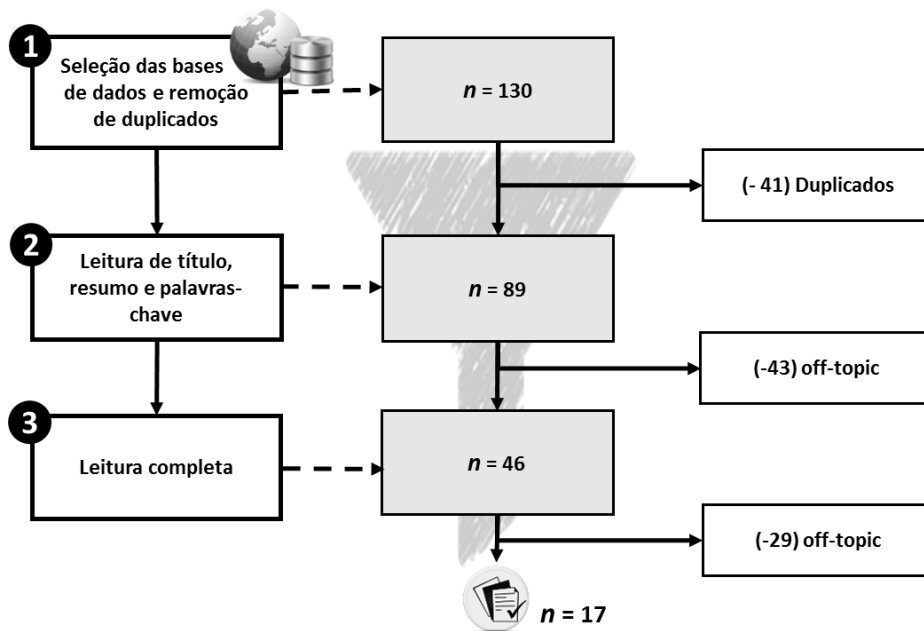 1
Seleção das bases
de dados e remoção
de duplicados
n = 130
(- 41) Duplicados
2
Leitura de título,
resumo e palavras-
chave
n = 89
(-43) off-topic
3
Leitura completa
n = 46
(-29) off-topic
n = 17